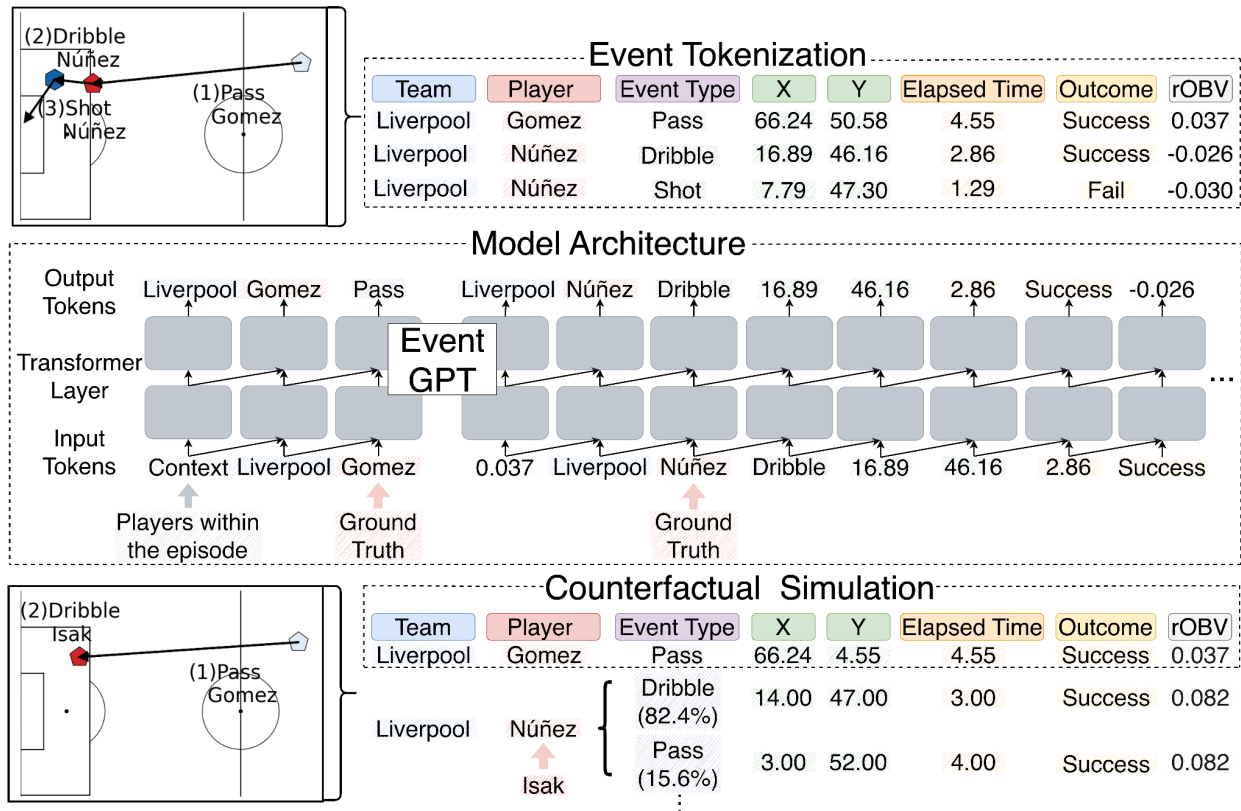 (2)Dribble
Núñez
(3)Shot
Núñez
(1)Pass
Gomez
Event Tokenization
Team Player Event Type X Y Elapsed Time Outcome rOBV
Liverpool Gomez Pass 66.24 50.58 4.55 Success 0.037
Liverpool Núñez Dribble 16.89 46.16 2.86 Success -0.026
Liverpool Núñez Shot 7.79 47.30 1.29 Fail -0.030
Model Architecture
Output
Tokens
Liverpool Gomez Pass Liverpool Núñez Dribble 16.89 46.16 2.86 Success -0.026
Transformer
Layer
Event
GPT
...
Input
Tokens
Context Liverpool Gomez 0.037 Liverpool Núñez Dribble 16.89 46.16 2.86 Success
Players within
the episode
Ground
Truth
Ground
Truth
(2)Dribble
Isak
(1)Pass
Gomez
Counterfactual Simulation
Team Player Event Type X Y Elapsed Time Outcome rOBV
Liverpool Gomez Pass 66.24 4.55 4.55 Success 0.037
Liverpool Núñez
Isak
Dribble
(82.4%)
14.00 47.00 3.00 Success 0.082
Pass
(15.6%)
3.00 52.00 4.00 Success 0.082